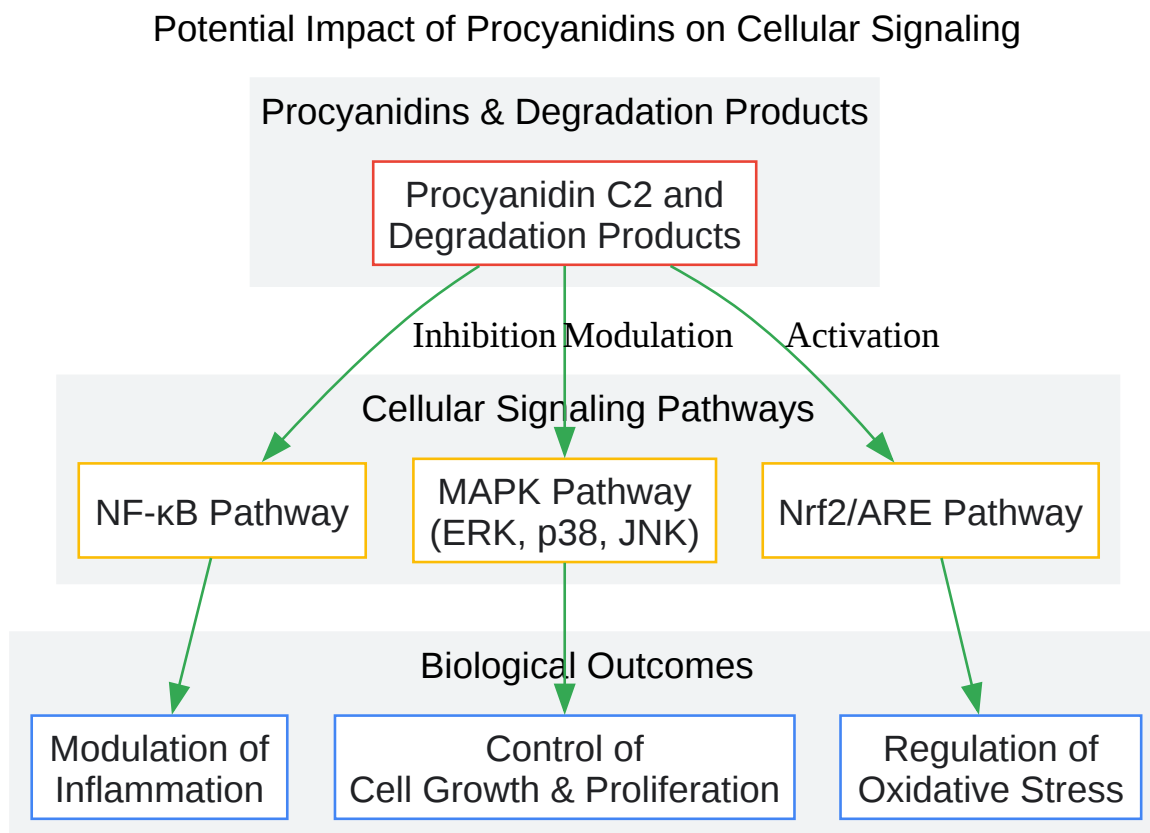 Potential Impact of Procyanidins on Cellular Signaling
Procyanidins & Degradation Products
Procyanidin C2 and
Degradation Products
Inhibition
Modulation
Activation
Cellular Signaling Pathways
NF-κB Pathway
MAPK Pathway
(ERK, p38, JNK)
Nrf2/ARE Pathway
Biological Outcomes
Modulation of
Inflammation
Control of
Cell Growth & Proliferation
Regulation of
Oxidative Stress